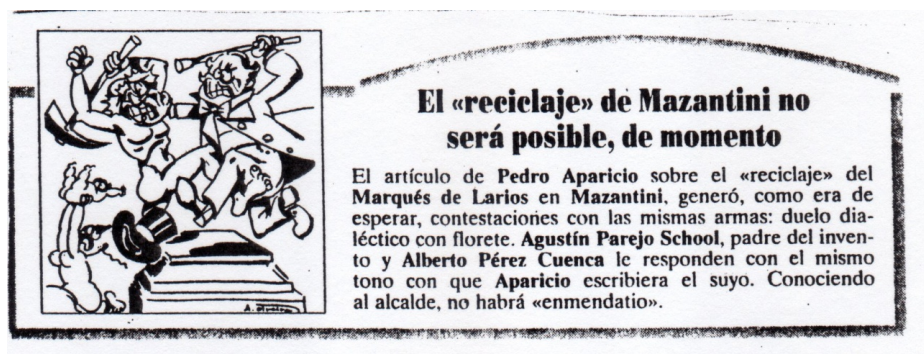 El «reciclaje» de Mazantini no
será posible, de momento
El artículo de Pedro Aparicio sobre el «reciclaje» del
Marqués de Larios en Mazantini, generó, como era de
esperar, contestaciones con las mismas armas: duelo dia-
léctico con florete. Agustín Parejo School, padre del inven-
to y Alberto Pérez Cuenca le responden con el mismo
tono con que Aparicio escribiera el suyo. Conociendo
al alcalde, no habrá «enmendatio».